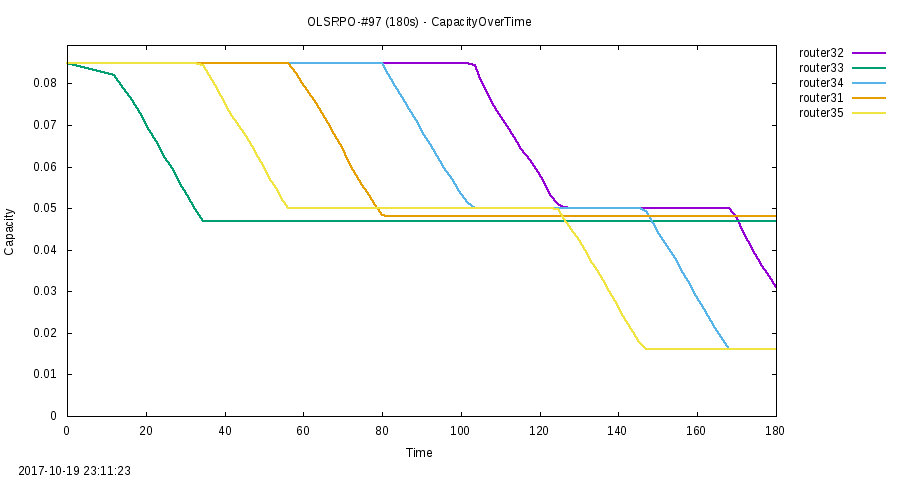 OLSRPO-#97 (180s) - CapacityOverTime
router32
router33
router34
router31
router35
Capacity
0.08
0.07
0.06
0.05
0.04
0.03
0.02
0.01
0
0 20 40 60 80 100 120 140 160 180
Time
2017-10-19 23:11:23